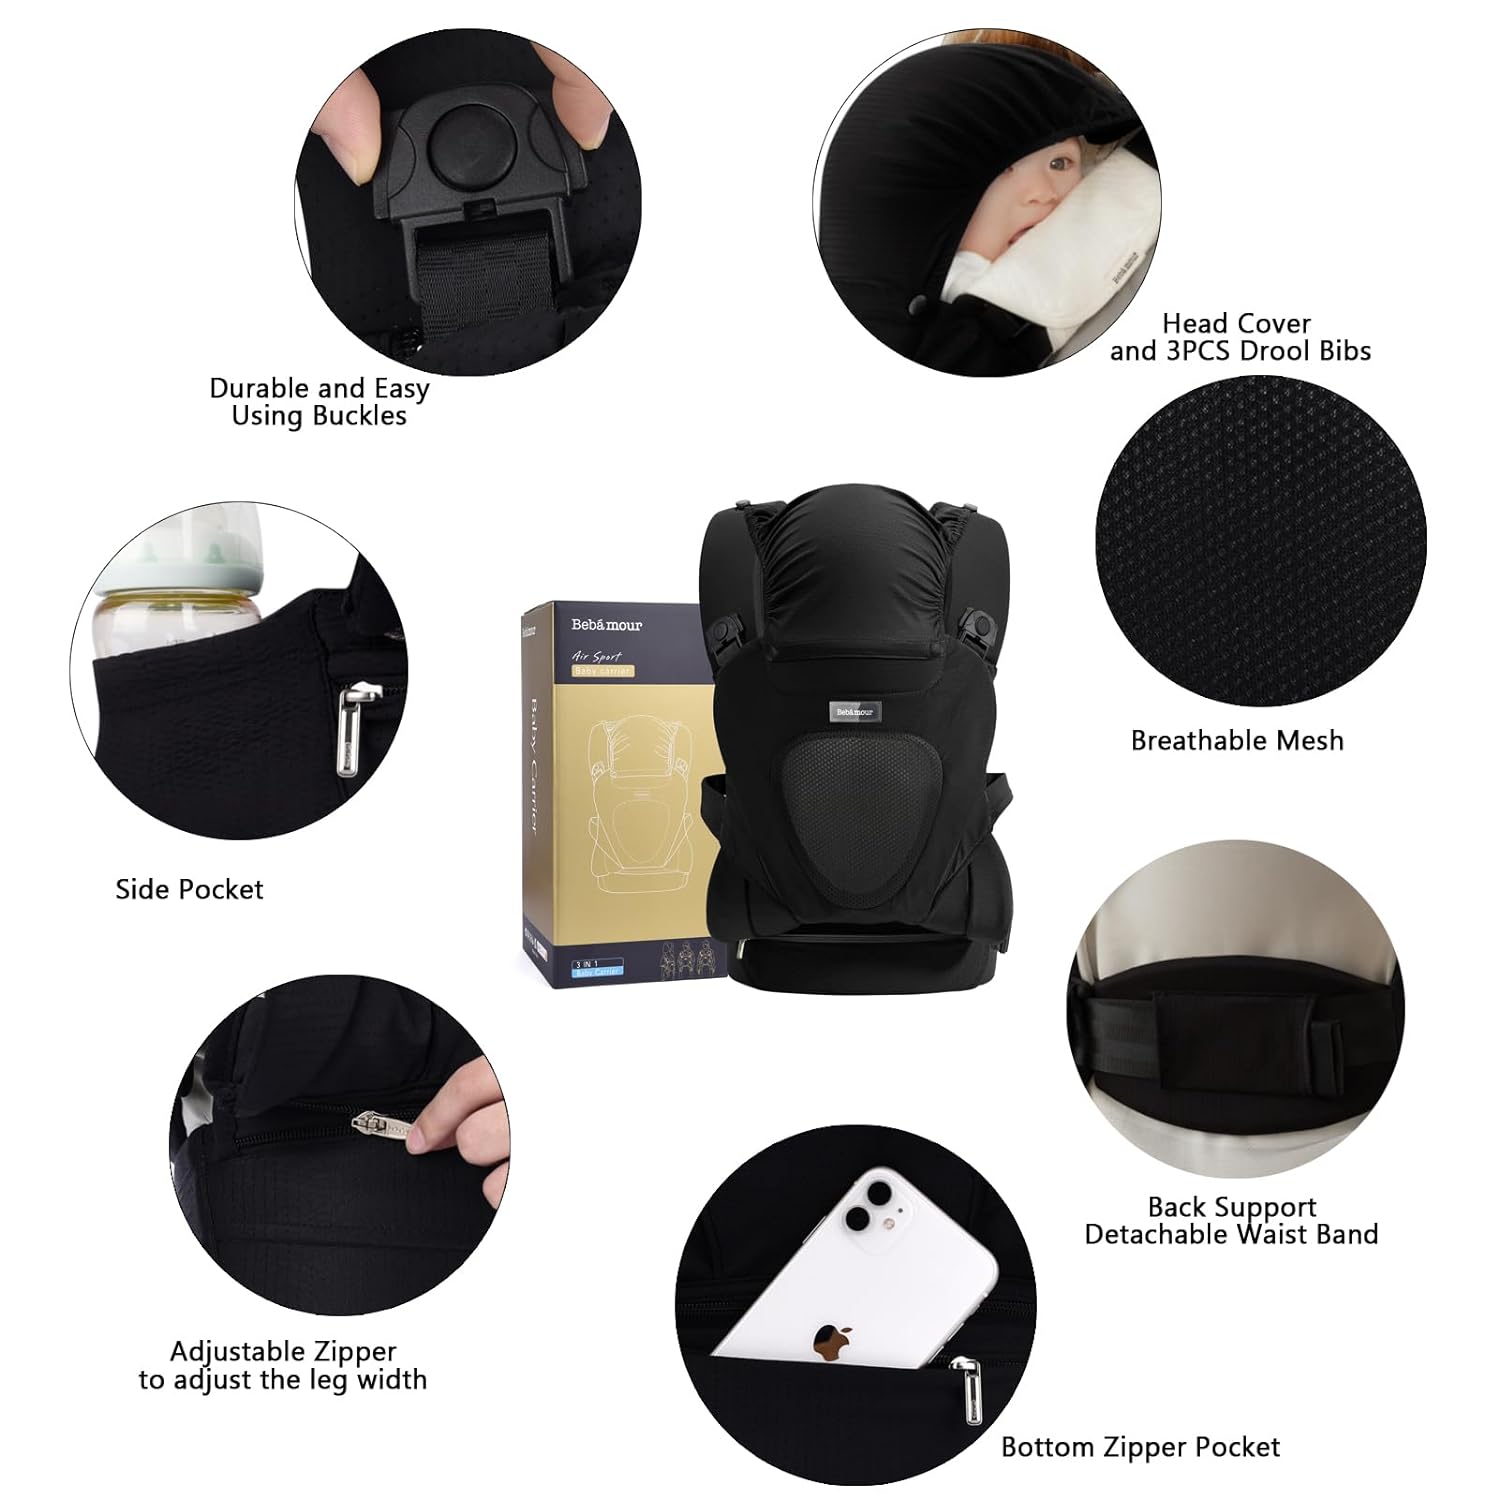 Durable and Easy
Using Buckles
Bebámour
Head Cover
and 3PCS Drool Bibs
Breathable Mesh
Side Pocket
Bebámour
Bebámour
Air Sport
Baby carrier
Baby Carrier
Bebámour
3 IN 1
Baby Carrier
Back Support
Detachable Waist Band
Adjustable Zipper
to adjust the leg width
Bottom Zipper Pocket